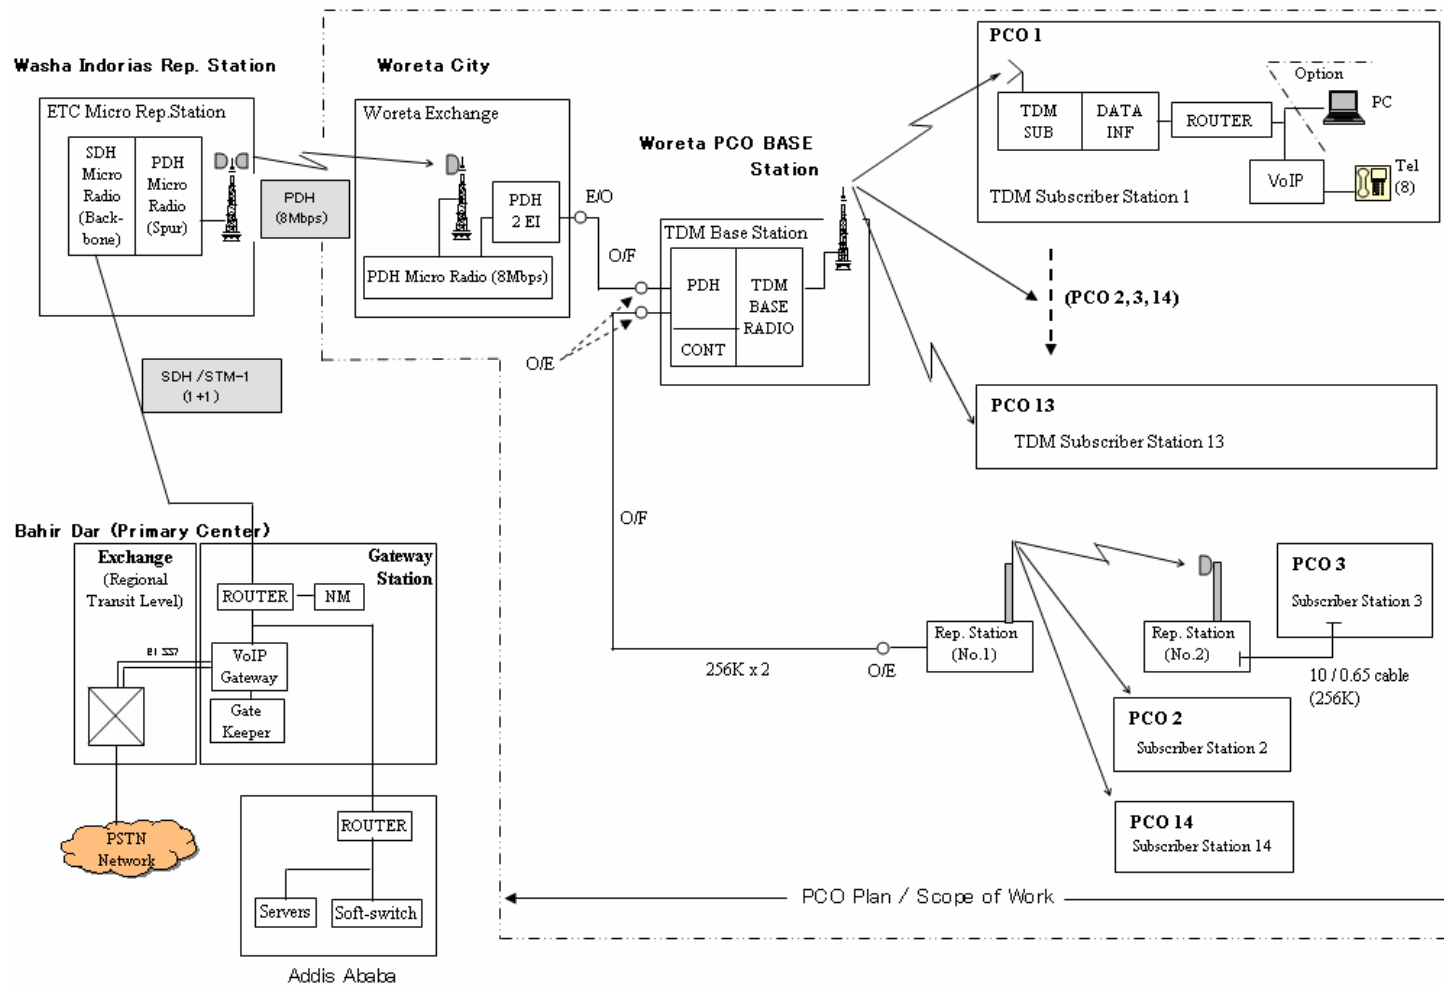 Washa Indorias Rep. Station
ETC Micro Rep.Station
SDH
Micro
Radio
(Back-
bone)
PDH
Micro
Radio
(Spur)
PDH
(8Mbps)
Woreta City
Woreta Exchange
PDH
2 EI
PDH Micro Radio (8Mbps)
E/O
O/F
O/E
Woreta PCO BASE
Station
TDM Base Station
PDH
CONT
TDM
BASE
RADIO
PCO 1
TDM
SUB
DATA
INF
ROUTER
Option
PC
VoIP
Tel
(8)
TDM Subscriber Station 1
(PCO 2, 3, 14)
PCO 13
TDM Subscriber Station 13
SDH /STM-1
(1+1)
Bahir Dar (Primary Center)
Exchange
(Regional
Transit Level)
Gateway
Station
ROUTER
NM
VoIP
Gateway
Gate
Keeper
PSTN
Network
ROUTER
Servers
Soft-switch
Addis Ababa
O/F
256K x 2
O/E
Rep. Station
(No.1)
Rep. Station
(No.2)
PCO 3
Subscriber Station 3
10 / 0.65 cable
(256K)
PCO 2
Subscriber Station 2
PCO 14
Subscriber Station 14
PCO Plan / Scope of Work